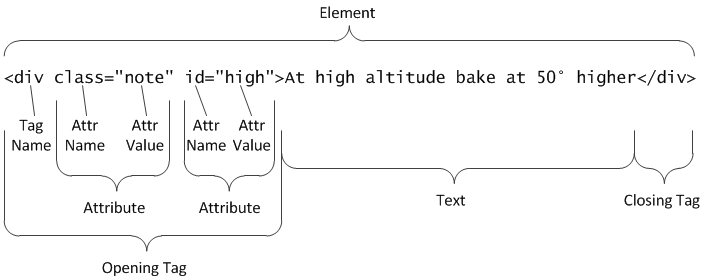 Element
<div class="note" id="high">At high altitude bake at 50° higher</div>
Tag Attr Attr Attr Attr
Name Name Value Name Value
Attribute Attribute Text Closing Tag
Opening Tag